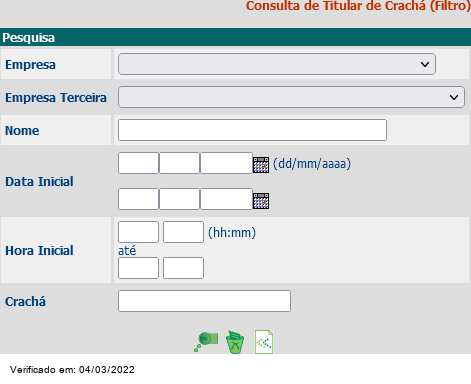 Consulta de Titular de Crachá (Filtro)
Pesquisa
Empresa
Empresa Terceira
Nome
Data Inicial
(dd/mm/aaaa)
Hora Inicial
(hh:mm)
até
Crachá
Verificado em: 04/03/2022